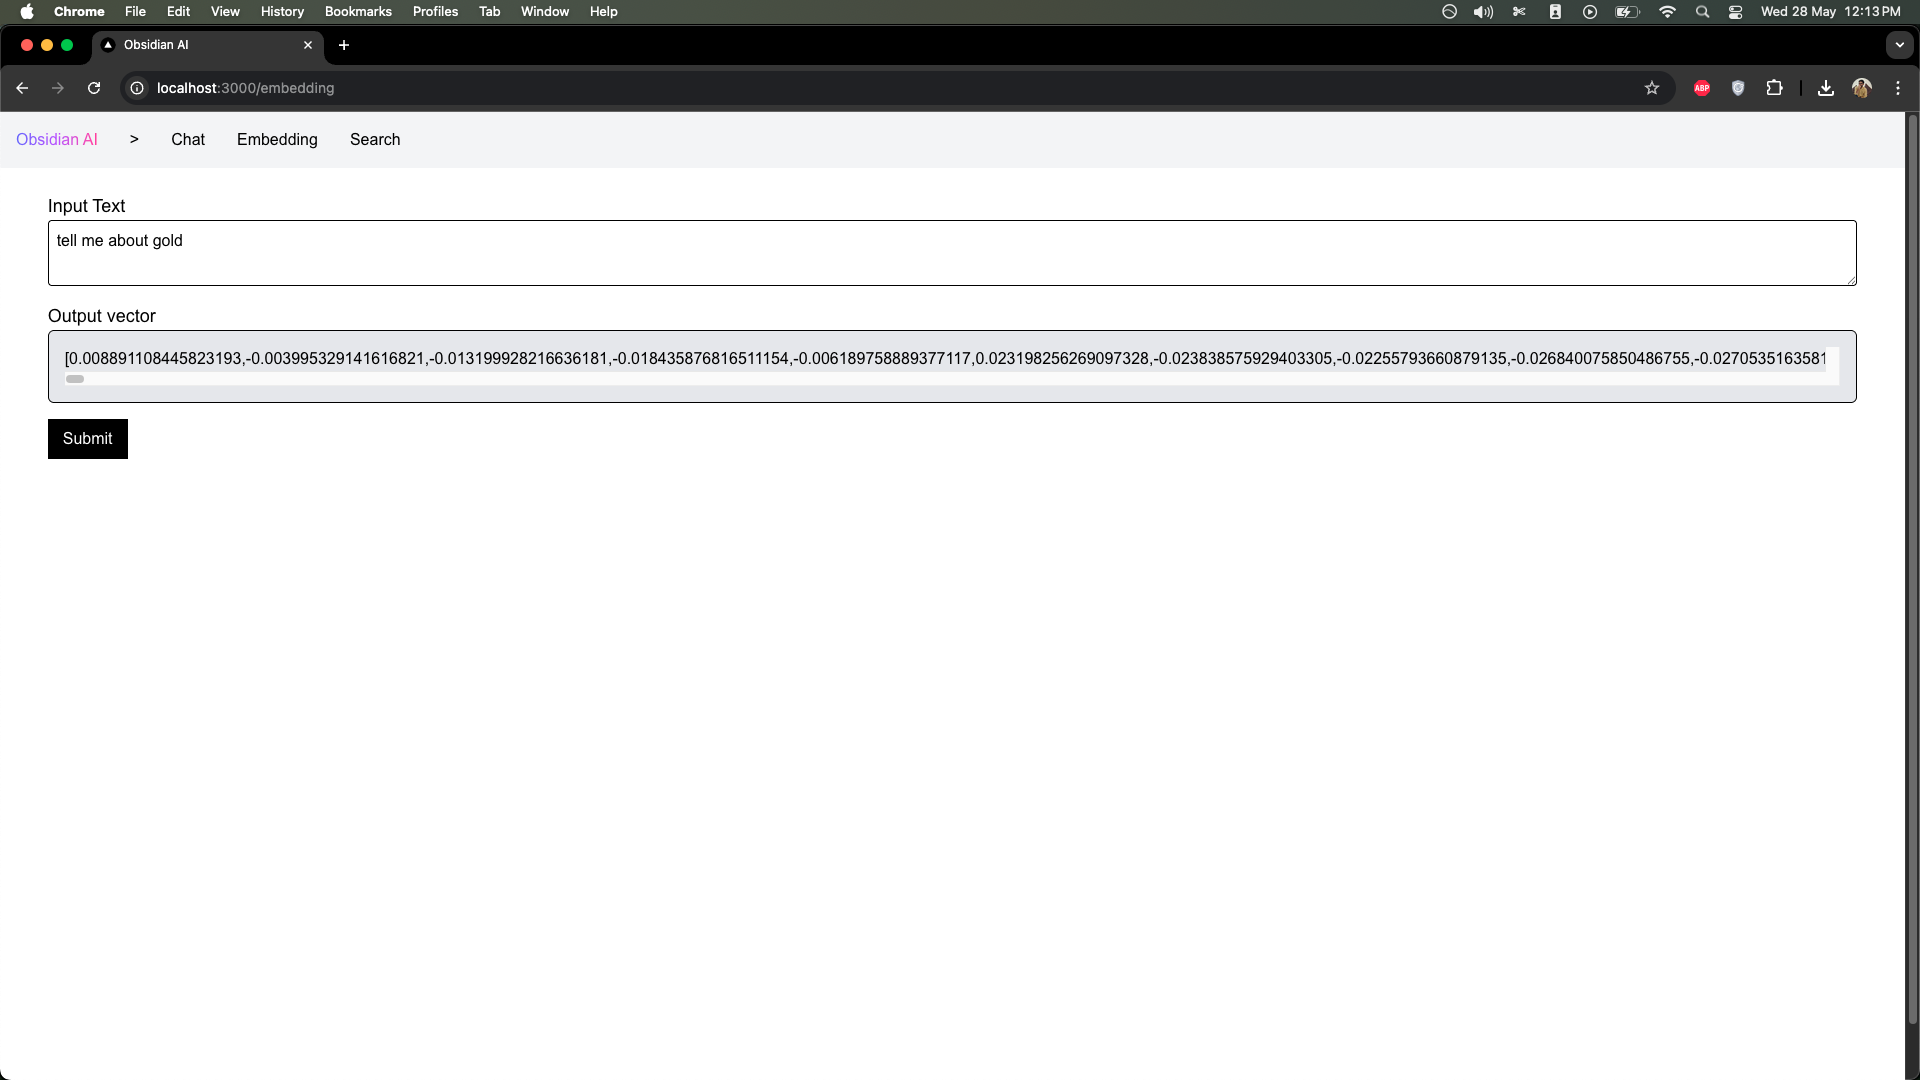 Chrome File Edit View History Bookmarks Profiles Tab Window Help Wed 28 May 12:13 PM
Obsidian AI
localhost:3000/embedding ABP
Obsidian AI > Chat Embedding Search
Input Text
tell me about gold
Output vector
[0.008891108445823193,-0.003995329141616821,-0.013199928216636181,-0.018435876816511154,-0.006189758889377117,0.023198256269097328,-0.023838575929403305,-0.02255793660879135,-0.026840075850486755,-0.0270535163581
Submit